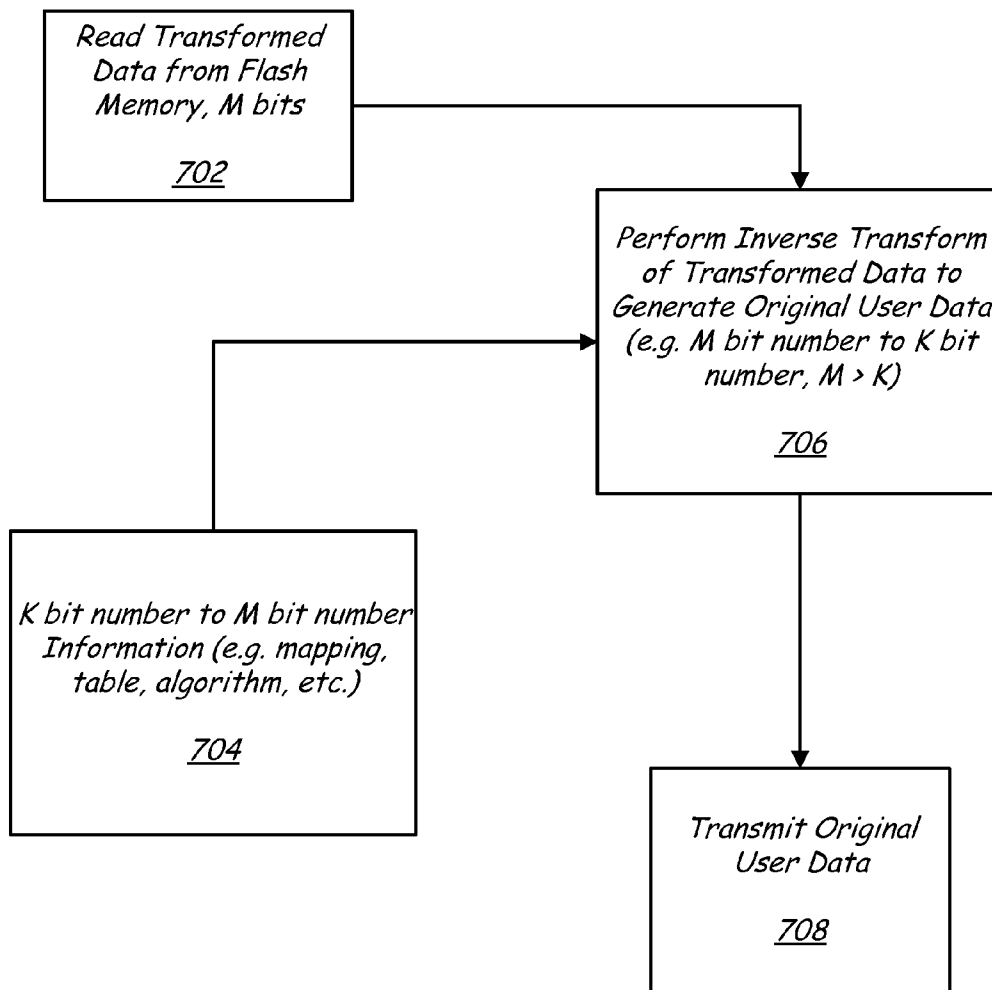 Read Transformed
Data from Flash
Memory, M bits
702
Perform Inverse Transform
of Transformed Data to
Generate Original User Data
(e.g. M bit number to K bit
number, M > K)
706
K bit number to M bit number
Information (e.g. mapping,
table, algorithm, etc.)
704
Transmit Original
User Data
708